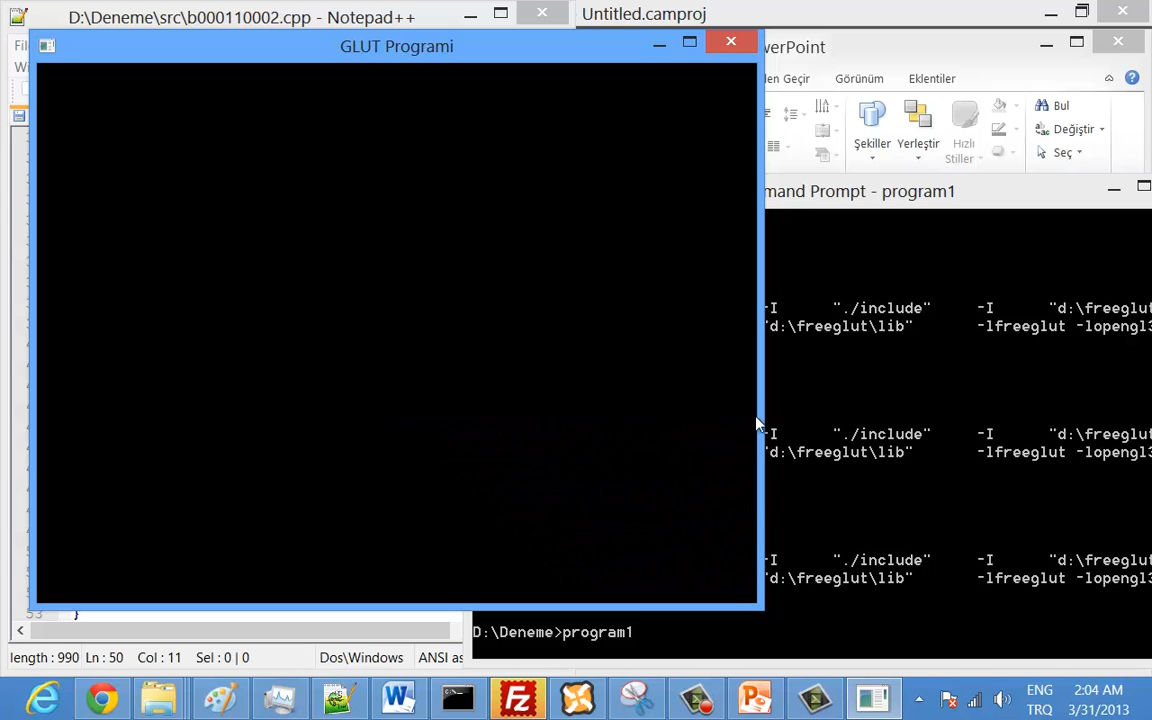 D:\Deneme\src\b000110002.cpp - Notepad++
Untitled.camproj
GLUT Programi
werPoint
den Geçir Görünüm Eklentiler
Şekiller Yerleştir Hızlı Stiller
Bul
Değiştir
Seç
mand Prompt - program1
-I "./include" -I "d:\freeglut
"d:\freeglut\lib" -lfreeglut -lopengl3
-I "./include" -I "d:\freeglut
"d:\freeglut\lib" -lfreeglut -lopengl3
-I "./include" -I "d:\freeglut
"d:\freeglut\lib" -lfreeglut -lopengl3
53 }
D:\Deneme>program1
length : 990 Ln : 50 Col : 11 Sel : 0 | 0 Dos\Windows ANSI as
ENG 2:04 AM
TRQ 3/31/2013